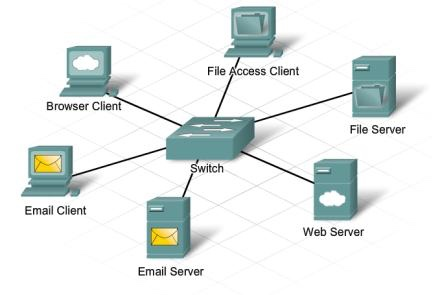 File Access Client
Browser Client
File Server
Switch
Email Client
Web Server
Email Server